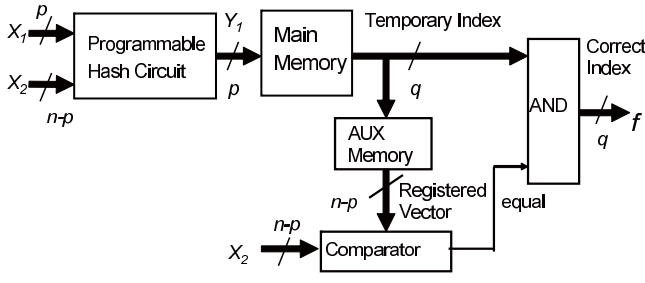 p
X1
Programmable
Hash Circuit
X2
n-p
Y1
p
Main
Memory
Temporary Index
q
AND
Correct
Index
q
f
AUX
Memory
n-p
Registered
Vector
equal
n-p
X2
Comparator